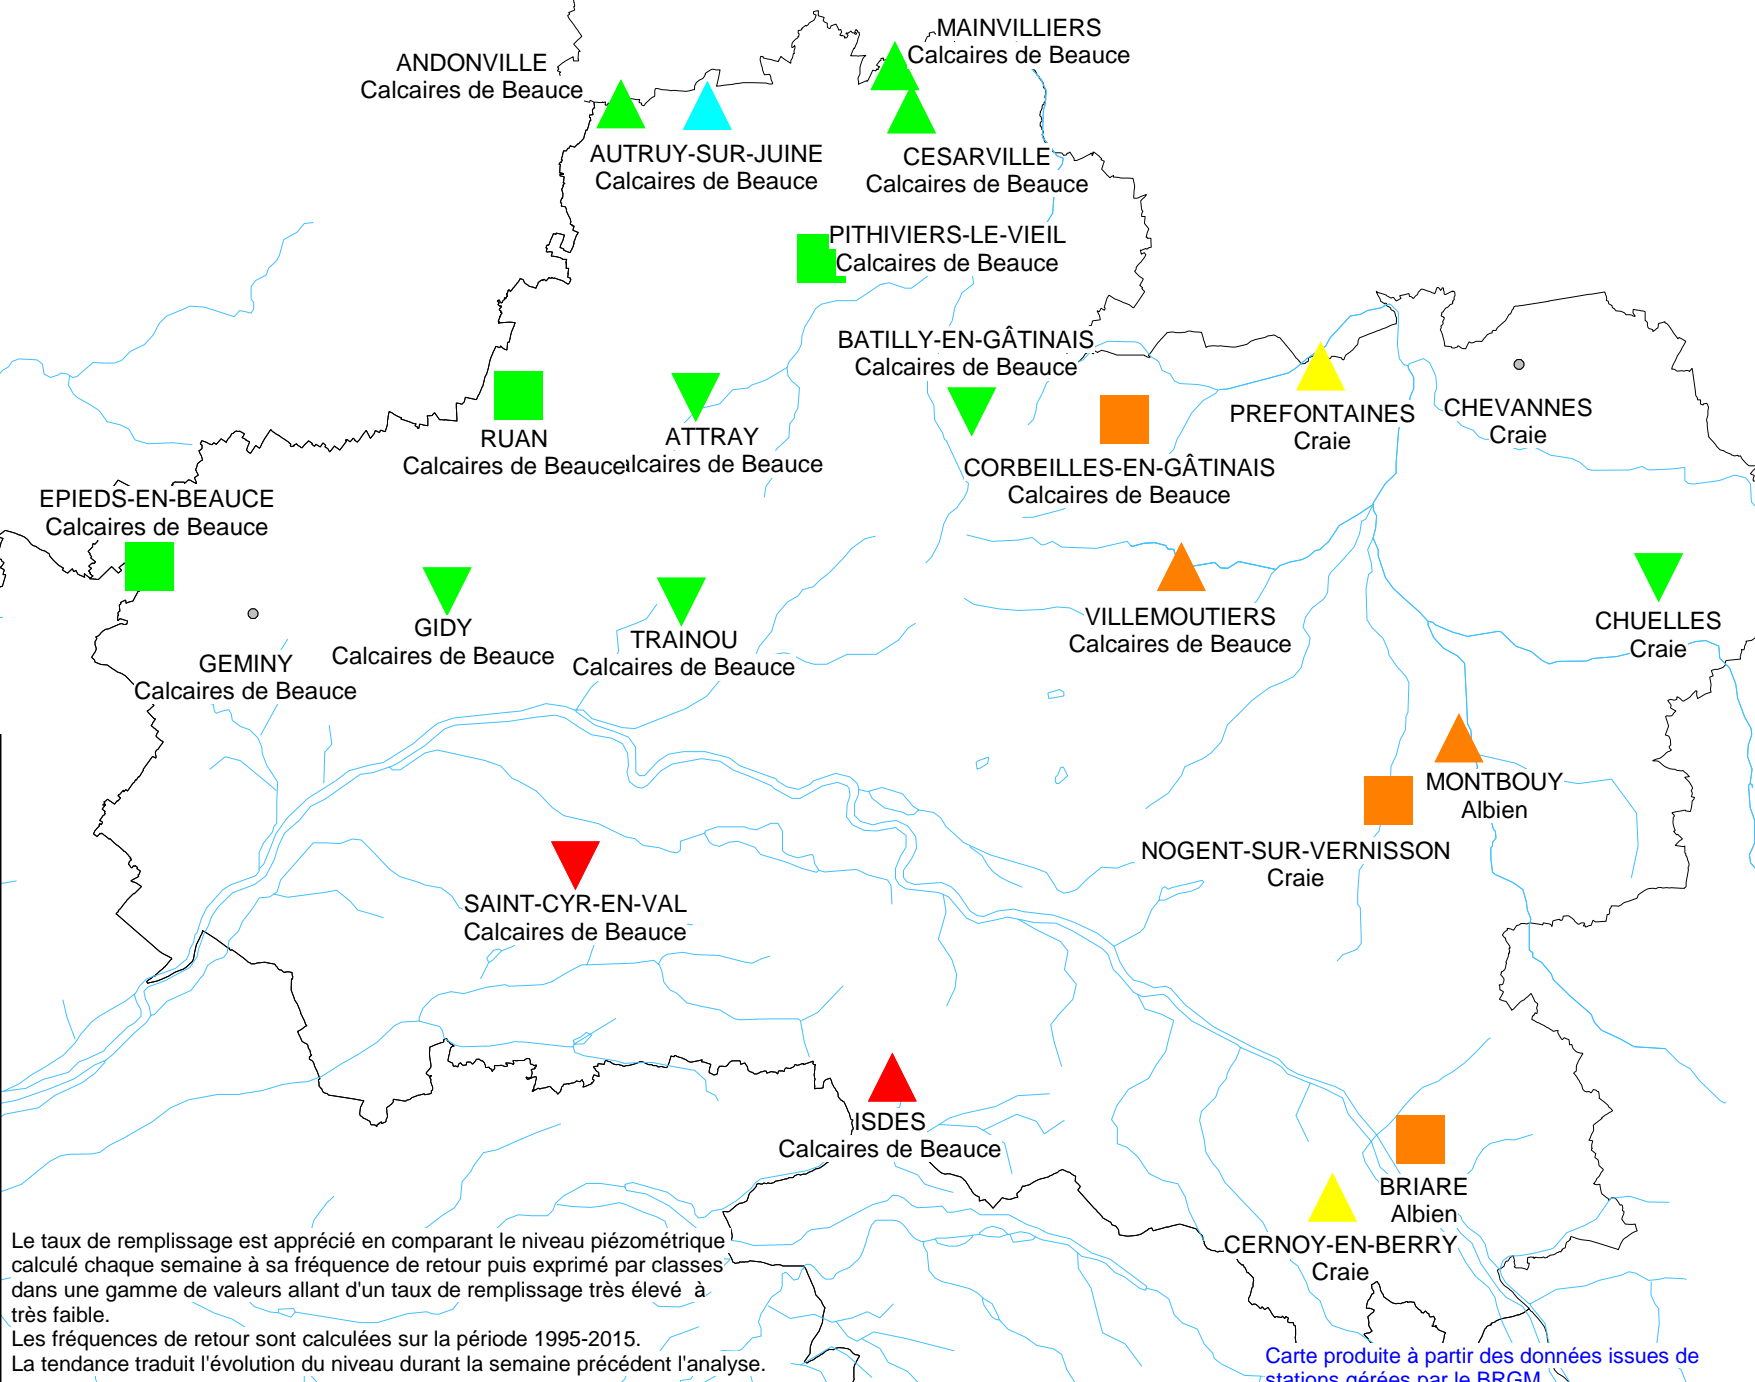 MAINVILLIERS
Calcaires de Beauce
ANDONVILLE
Calcaires de Beauce
AUTRUY-SUR-JUINE
Calcaires de Beauce
CESARVILLE
Calcaires de Beauce
PITHIVIERS-LE-VIEIL
Calcaires de Beauce
BATILLY-EN-GÂTINAIS
Calcaires de Beauce
PREFONTAINES
Craie
CHEVANNES
Craie
RUAN
Calcaires de Beauce
ATTRAY
alcaires de Beauce
CORBEILLES-EN-GÂTINAIS
Calcaires de Beauce
EPIEDS-EN-BEAUCE
Calcaires de Beauce
GIDY
Calcaires de Beauce
TRAINOU
Calcaires de Beauce
VILLEMOUTIERS
Calcaires de Beauce
CHUELLES
Craie
GEMINY
Calcaires de Beauce
MONTBOUY
Albien
NOGENT-SUR-VERNISSON
Craie
SAINT-CYR-EN-VAL
Calcaires de Beauce
ISDES
Calcaires de Beauce
BRIARE
Albien
CERNOY-EN-BERRY
Craie
Le taux de remplissage est apprécié en comparant le niveau piézométrique
calculé chaque semaine à sa fréquence de retour puis exprimé par classes
dans une gamme de valeurs allant d'un taux de remplissage très élevé à
très faible.
Les fréquences de retour sont calculées sur la période 1995-2015.
La tendance traduit l'évolution du niveau durant la semaine précédent l'analyse.
Carte produite à partir des données issues de
stations gérées par le BRGM